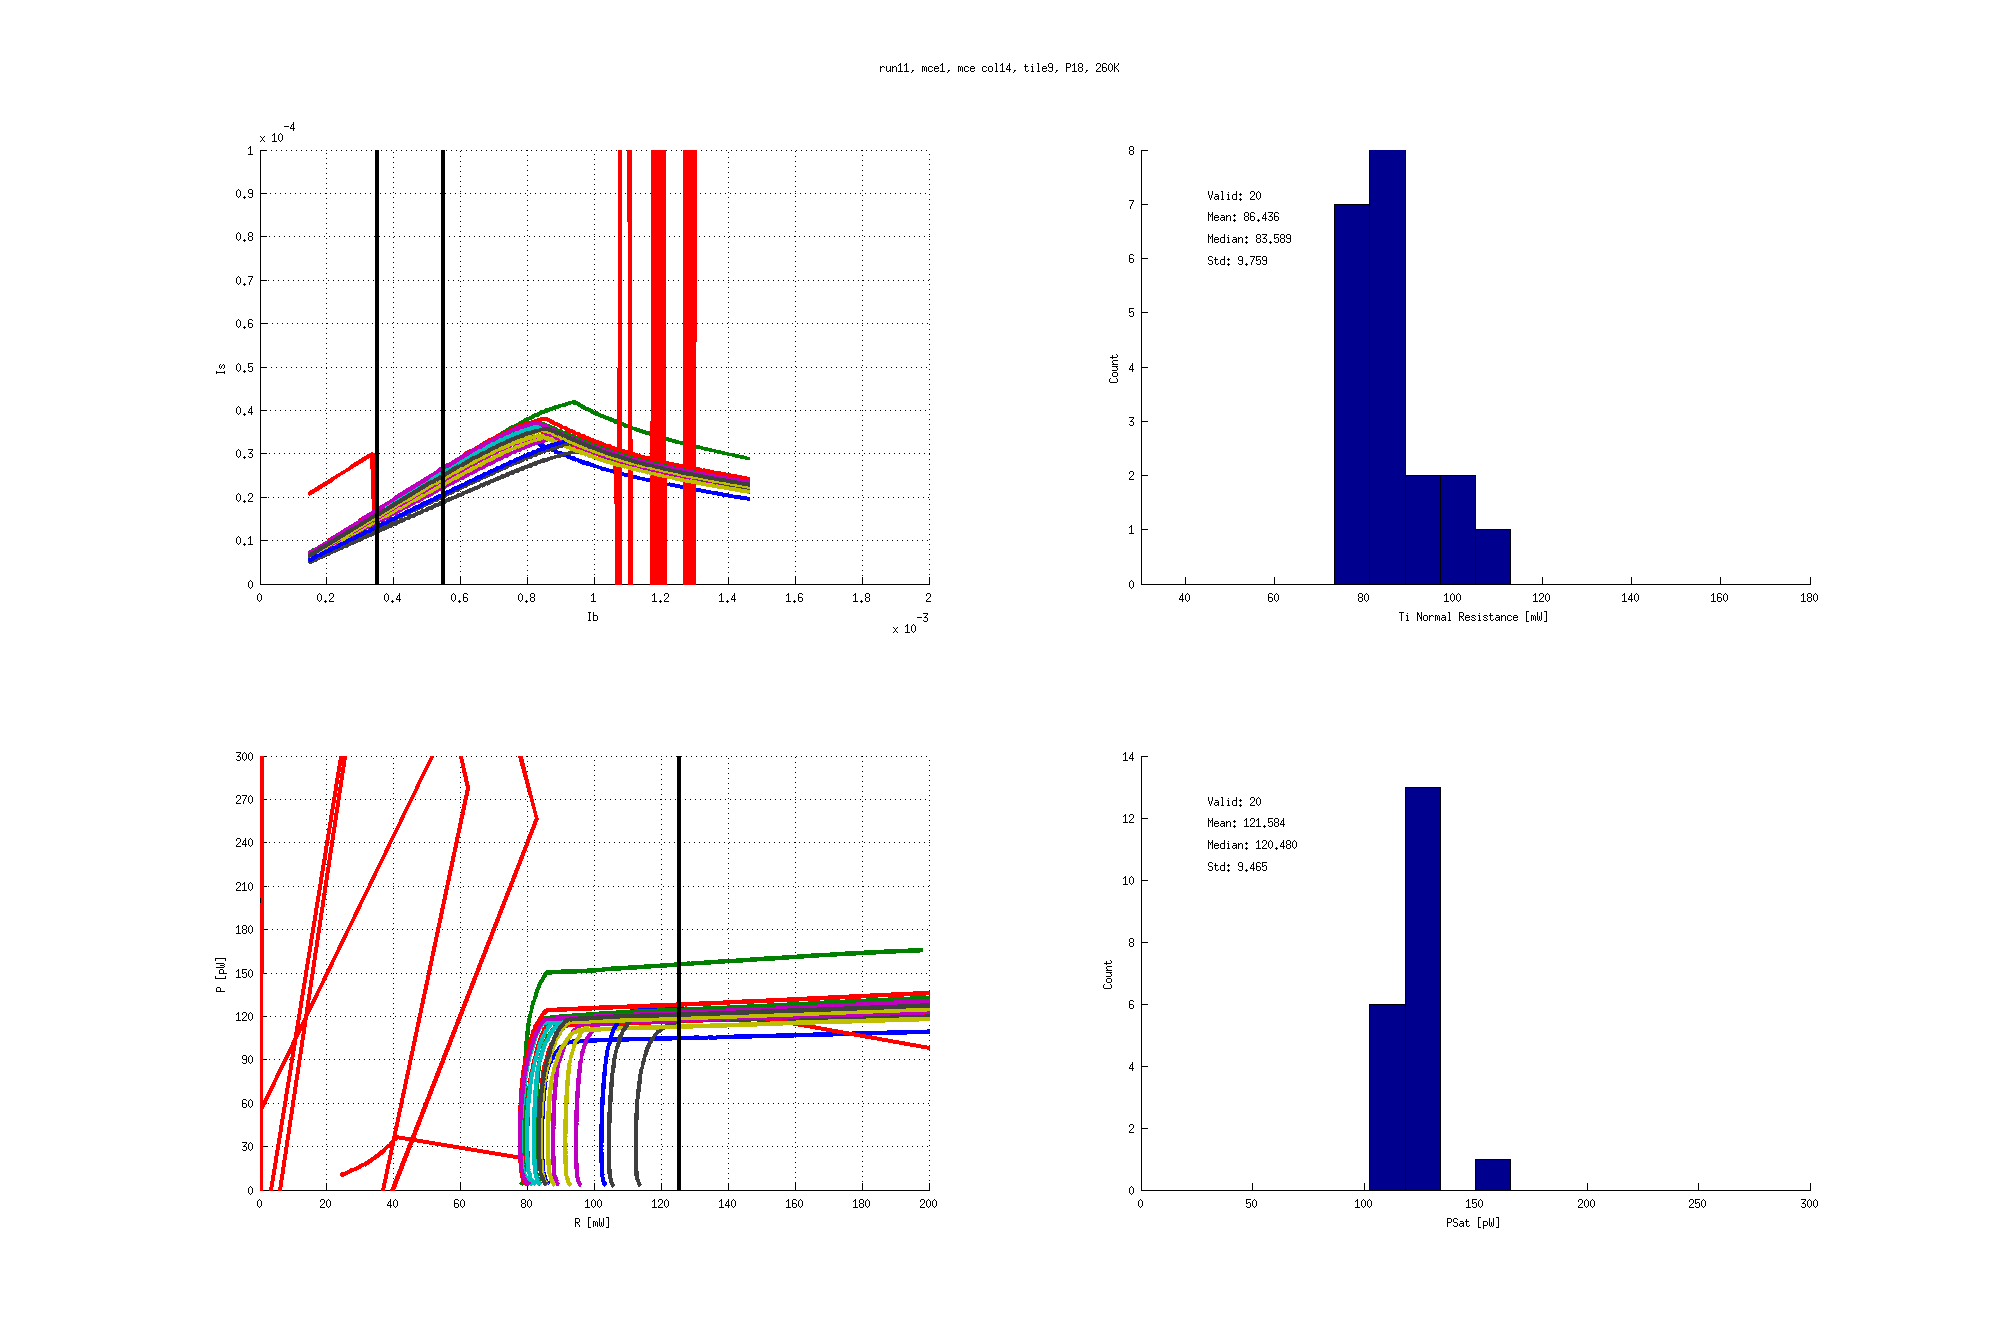 run11, mce1, mce col14, tile9, P18, 260K
x 10 -4
1
0.9
0.8
0.7
0.6
0.5
0.4
0.3
0.2
0.1
0
Is
0 0.2 0.4 0.6 0.8 1 1.2 1.4 1.6 1.8 2
Ib
x 10 -3
8
7
6
5
4
3
2
1
0
Count
Valid: 20
Mean: 86.436
Median: 83.589
Std: 9.759
40 60 80 100 120 140 160 180
Ti Normal Resistance [mW]
300
270
240
210
180
150
120
90
60
30
0
P [pW]
0 20 40 60 80 100 120 140 160 180 200
R [mW]
14
12
10
8
6
4
2
0
Count
Valid: 20
Mean: 121.584
Median: 120.480
Std: 9.465
0 50 100 150 200 250 300
PSat [pW]